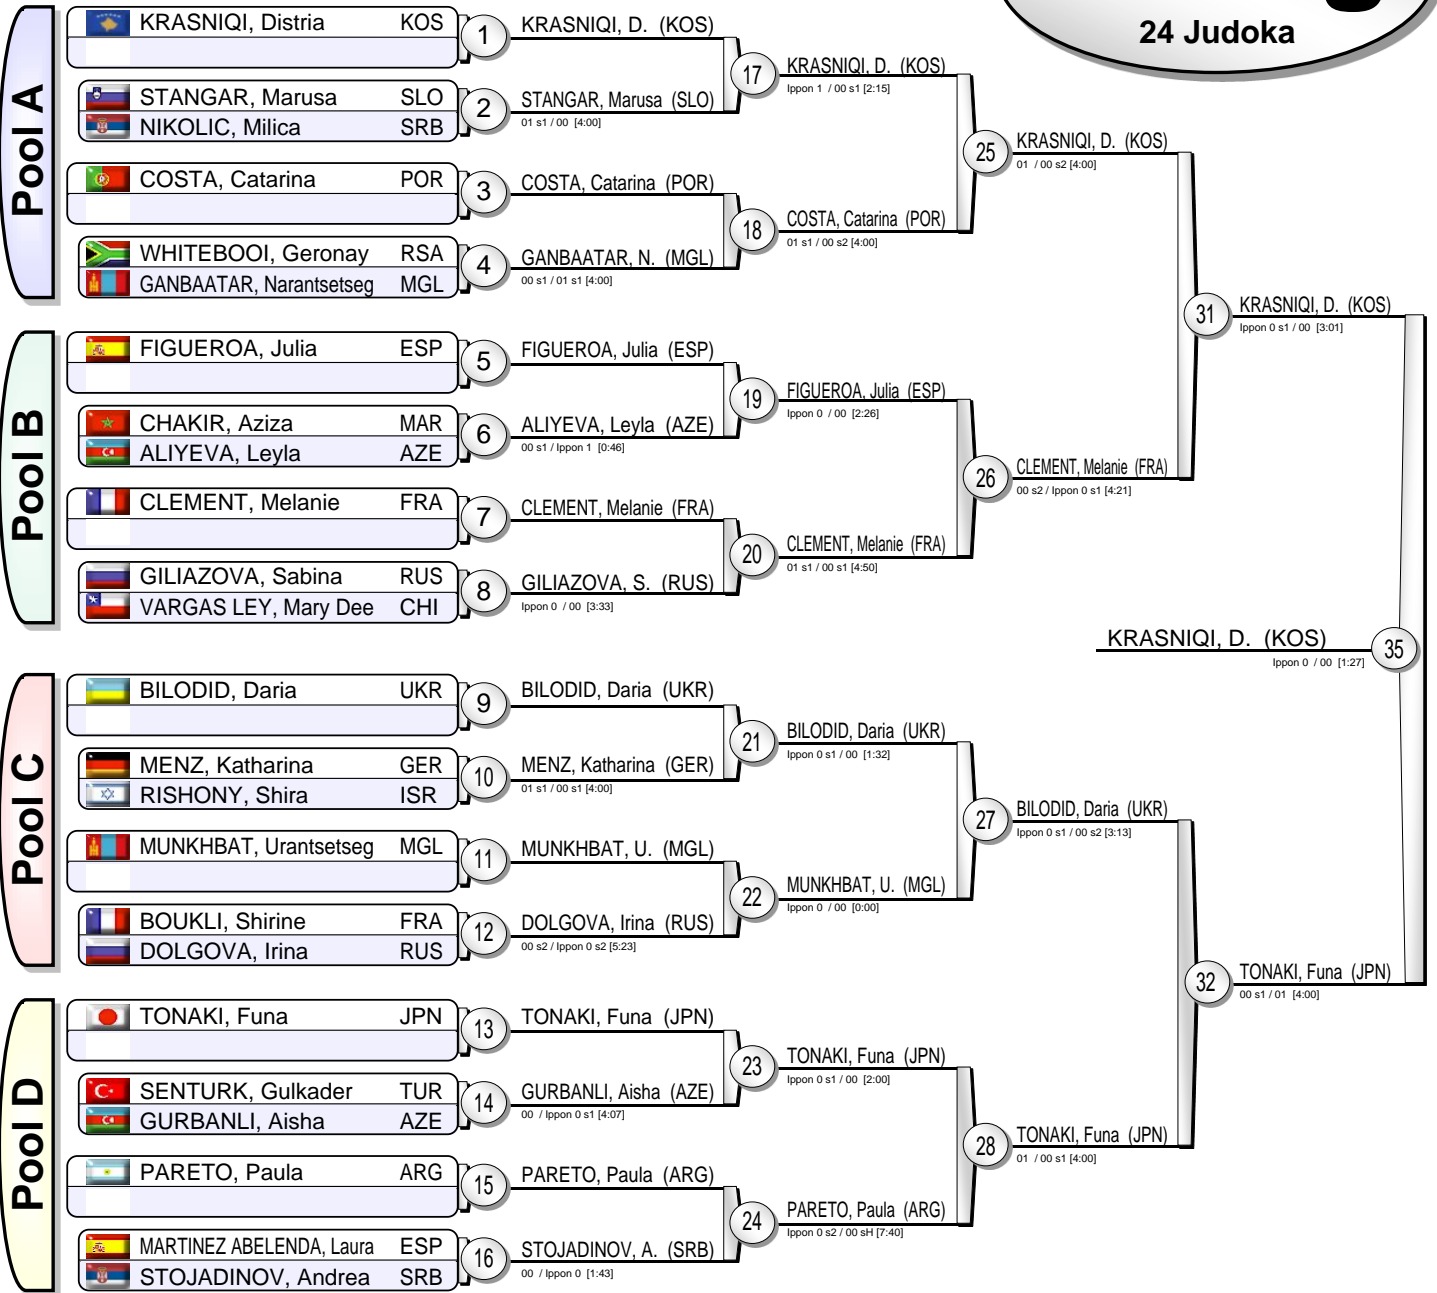 24 Judoka
Pool A
KRASNIQI, Distria KOS
1
STANGAR, Marusa SLO
NIKOLIC, Milica SRB
2
COSTA, Catarina POR
3
WHITEBOOI, Geronay RSA
GANBAATAR, Narantsetseg MGL
4
KRASNIQI, D. (KOS)
STANGAR, Marusa (SLO)
01 s1 / 00 [4:00]
COSTA, Catarina (POR)
GANBAATAR, N. (MGL)
00 s1 / 01 s1 [4:00]
17
KRASNIQI, D. (KOS)
Ippon 1 / 00 s1 [2:15]
18
COSTA, Catarina (POR)
01 s1 / 00 s2 [4:00]
25
KRASNIQI, D. (KOS)
01 / 00 s2 [4:00]
Pool B
FIGUEROA, Julia ESP
5
CHAKIR, Aziza MAR
ALIYEVA, Leyla AZE
6
CLEMENT, Melanie FRA
7
GILIAZOVA, Sabina RUS
VARGAS LEY, Mary Dee CHI
8
FIGUEROA, Julia (ESP)
ALIYEVA, Leyla (AZE)
00 s1 / Ippon 1 [0:46]
CLEMENT, Melanie (FRA)
GILIAZOVA, S. (RUS)
Ippon 0 / 00 [3:33]
19
FIGUEROA, Julia (ESP)
Ippon 0 / 00 [2:26]
20
CLEMENT, Melanie (FRA)
01 s1 / 00 s1 [4:50]
26
CLEMENT, Melanie (FRA)
00 s2 / Ippon 0 s1 [4:21]
31
KRASNIQI, D. (KOS)
Ippon 0 s1 / 00 [3:01]
KRASNIQI, D. (KOS)
Ippon 0 / 00 [1:27]
35
Pool C
BILODID, Daria UKR
9
MENZ, Katharina GER
RISHONY, Shira ISR
10
MUNKHBAT, Urantsetseg MGL
11
BOUKLI, Shirine FRA
DOLGOVA, Irina RUS
12
BILODID, Daria (UKR)
MENZ, Katharina (GER)
01 s1 / 00 s1 [4:00]
MUNKHBAT, U. (MGL)
DOLGOVA, Irina (RUS)
00 s2 / Ippon 0 s2 [5:23]
21
BILODID, Daria (UKR)
Ippon 0 s1 / 00 [1:32]
22
MUNKHBAT, U. (MGL)
Ippon 0 / 00 [0:00]
27
BILODID, Daria (UKR)
Ippon 0 s1 / 00 s2 [3:13]
Pool D
TONAKI, Funa JPN
13
SENTURK, Gulkader TUR
GURBANLI, Aisha AZE
14
PARETO, Paula ARG
15
MARTINEZ ABELENDA, Laura ESP
STOJADINOV, Andrea SRB
16
TONAKI, Funa (JPN)
GURBANLI, Aisha (AZE)
00 / Ippon 0 s1 [4:07]
PARETO, Paula (ARG)
STOJADINOV, A. (SRB)
00 / Ippon 0 [1:43]
23
TONAKI, Funa (JPN)
Ippon 0 s1 / 00 [2:00]
24
PARETO, Paula (ARG)
Ippon 0 s2 / 00 sH [7:40]
28
TONAKI, Funa (JPN)
01 / 00 s1 [4:00]
32
TONAKI, Funa (JPN)
00 s1 / 01 [4:00]